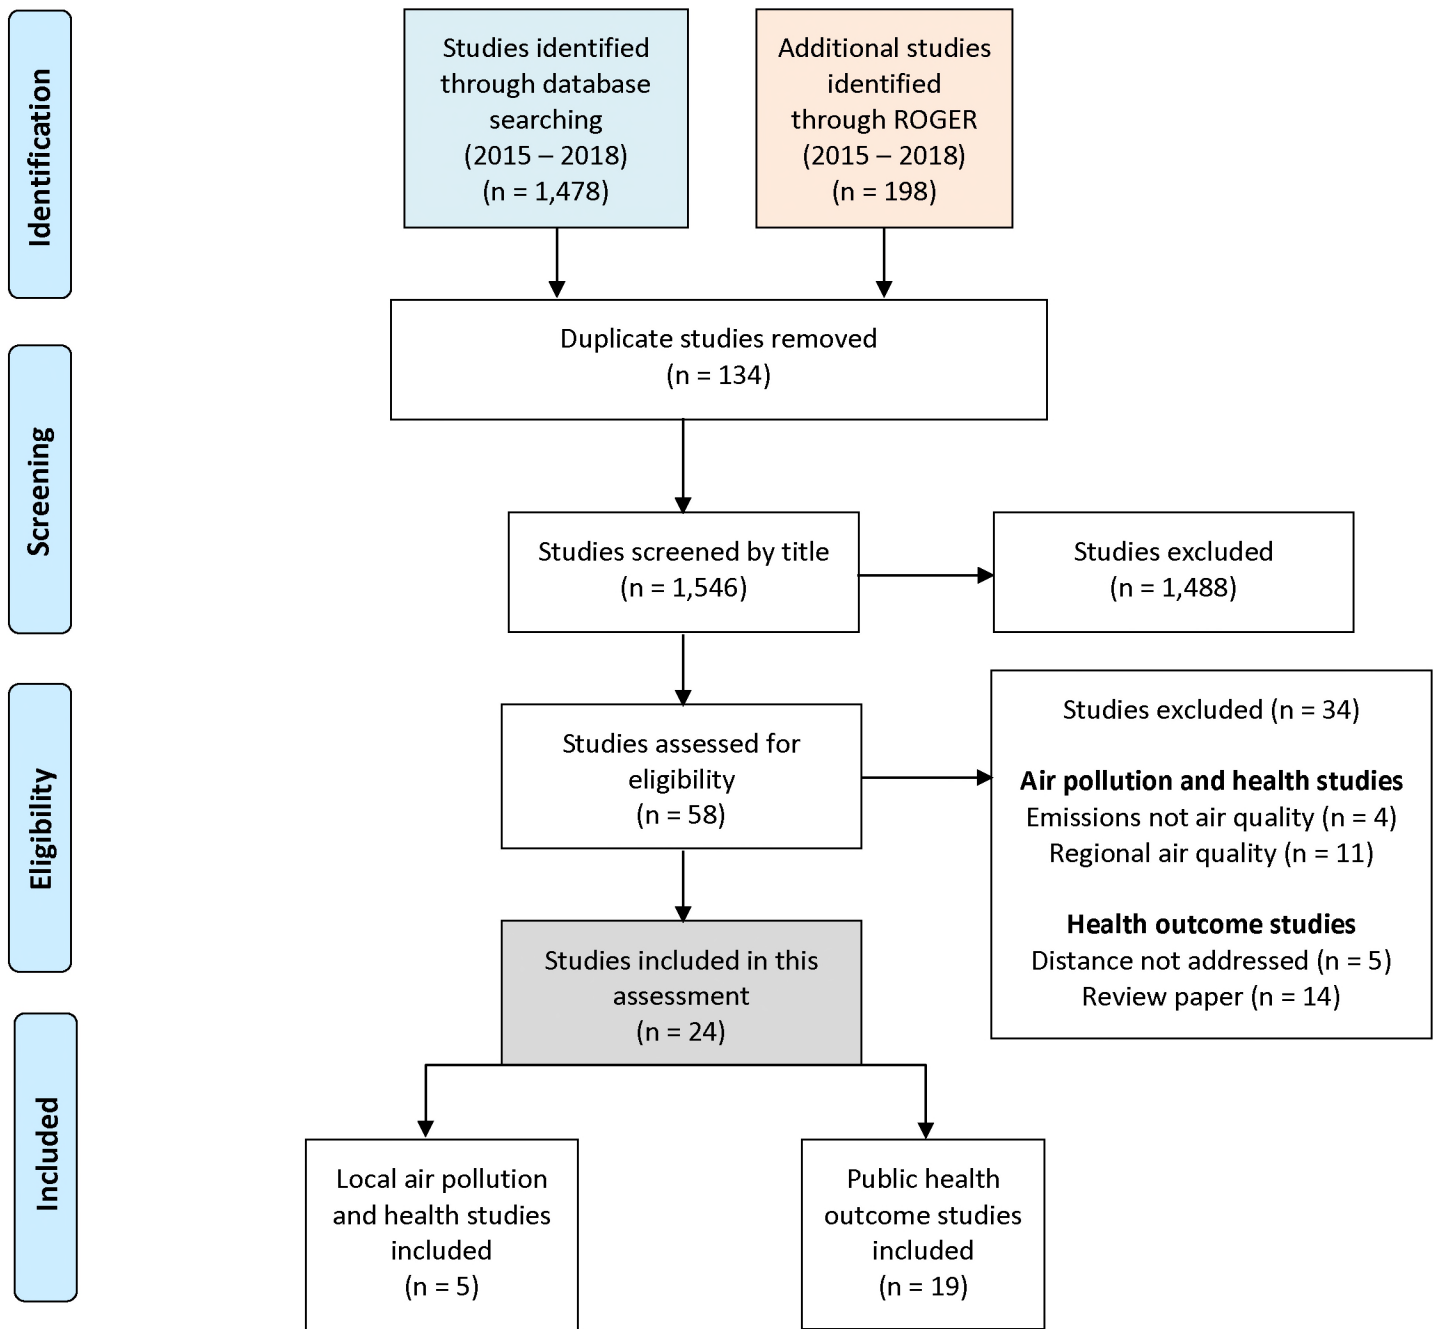 Identification
Studies identified
through database
searching
(2015 – 2018)
(n = 1,478)
Additional studies
identified
through ROGER
(2015 – 2018)
(n = 198)
Duplicate studies removed
(n = 134)
Screening
Studies screened by title
(n = 1,546)
Studies excluded
(n = 1,488)
Eligibility
Studies assessed for
eligibility
(n = 58)
Studies excluded (n = 34)
Air pollution and health studies
Emissions not air quality (n = 4)
Regional air quality (n = 11)
Health outcome studies
Distance not addressed (n = 5)
Review paper (n = 14)
Studies included in this
assessment
(n = 24)
Included
Local air pollution
and health studies
included
(n = 5)
Public health
outcome studies
included
(n = 19)